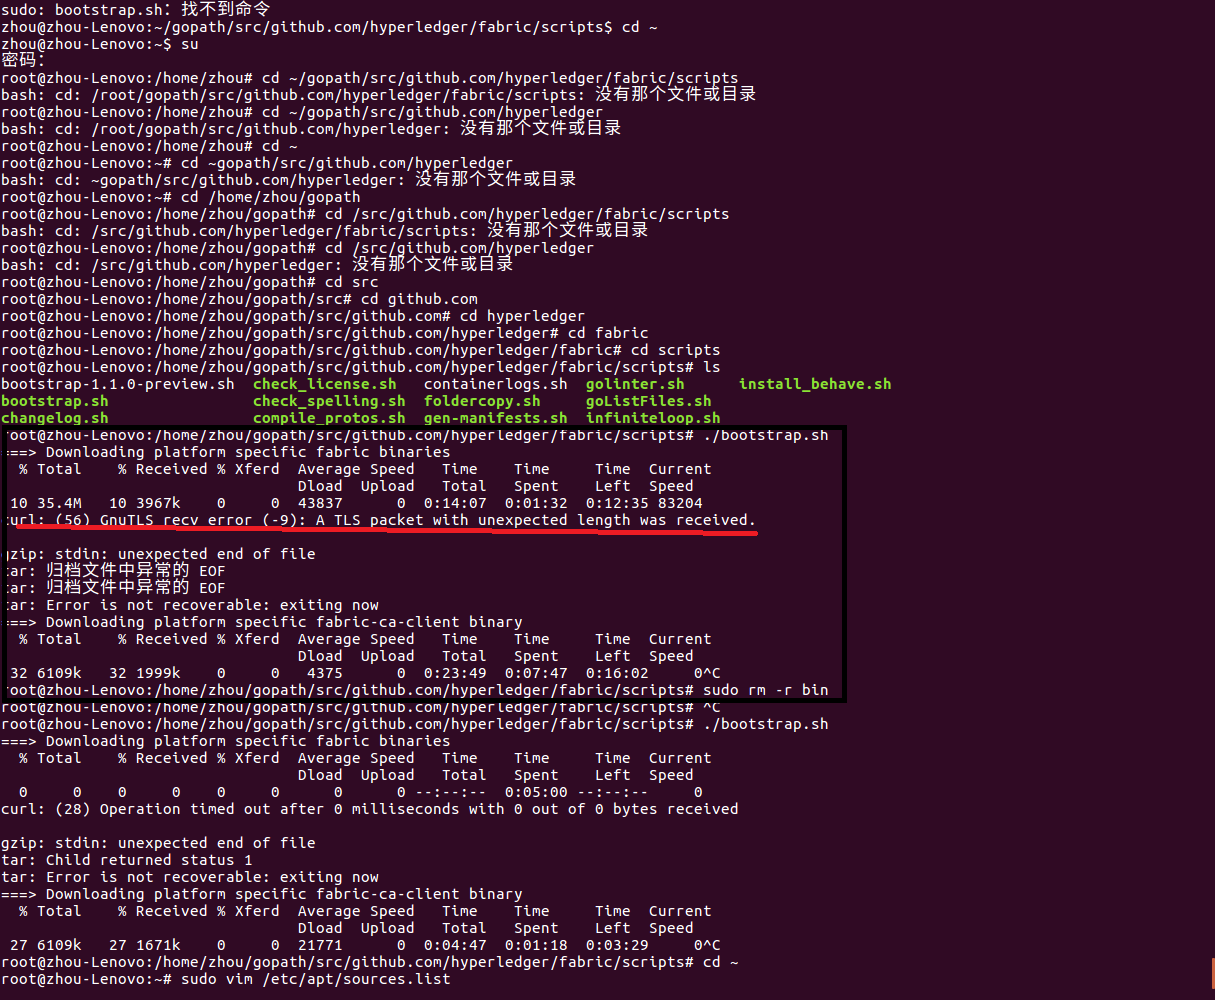 sudo: bootstrap.sh：找不到命令
zhou@zhou-Lenovo:~/gopath/src/github.com/hyperledger/fabric/scripts$ cd ~
zhou@zhou-Lenovo:~$ su
密码：
root@zhou-Lenovo:/home/zhou# cd ~/gopath/src/github.com/hyperledger/fabric/scripts
bash: cd: /root/gopath/src/github.com/hyperledger/fabric/scripts: 没有那个文件或目录
root@zhou-Lenovo:/home/zhou# cd ~/gopath/src/github.com/hyperledger
bash: cd: /root/gopath/src/github.com/hyperledger: 没有那个文件或目录
root@zhou-Lenovo:/home/zhou# cd ~
root@zhou-Lenovo:~# cd ~gopath/src/github.com/hyperledger
bash: cd: ~gopath/src/github.com/hyperledger: 没有那个文件或目录
root@zhou-Lenovo:~# cd /home/zhou/gopath
root@zhou-Lenovo:/home/zhou/gopath# cd /src/github.com/hyperledger/fabric/scripts
bash: cd: /src/github.com/hyperledger/fabric/scripts: 没有那个文件或目录
root@zhou-Lenovo:/home/zhou/gopath# cd /src/github.com/hyperledger
bash: cd: /src/github.com/hyperledger: 没有那个文件或目录
root@zhou-Lenovo:/home/zhou/gopath# cd src
root@zhou-Lenovo:/home/zhou/gopath/src# cd github.com
root@zhou-Lenovo:/home/zhou/gopath/src/github.com# cd hyperledger
root@zhou-Lenovo:/home/zhou/gopath/src/github.com/hyperledger# cd fabric
root@zhou-Lenovo:/home/zhou/gopath/src/github.com/hyperledger/fabric# cd scripts
root@zhou-Lenovo:/home/zhou/gopath/src/github.com/hyperledger/fabric/scripts# ls
bootstrap-1.1.0-preview.sh  check_license.sh   containerlogs.sh  golinter.sh      install_behave.sh
bootstrap.sh                check_spelling.sh  foldercopy.sh     goListFiles.sh
changelog.sh                compile_protos.sh  gen-manifests.sh  infiniteloop.sh
root@zhou-Lenovo:/home/zhou/gopath/src/github.com/hyperledger/fabric/scripts# ./bootstrap.sh
===> Downloading platform specific fabric binaries
  % Total    % Received % Xferd  Average Speed   Time    Time     Time  Current
                                 Dload  Upload   Total   Spent    Left  Speed
 10 35.4M   10 3967k    0     0  43837      0  0:14:07  0:01:32  0:12:35 83204
curl: (56) GnuTLS recv error (-9): A TLS packet with unexpected length was received.
gzip: stdin: unexpected end of file
tar: 归档文件中异常的 EOF
tar: 归档文件中异常的 EOF
tar: Error is not recoverable: exiting now
===> Downloading platform specific fabric-ca-client binary
  % Total    % Received % Xferd  Average Speed   Time    Time     Time  Current
                                 Dload  Upload   Total   Spent    Left  Speed
 32 6109k   32 1999k    0     0   4375      0  0:23:49  0:07:47  0:16:02     0^C
root@zhou-Lenovo:/home/zhou/gopath/src/github.com/hyperledger/fabric/scripts# sudo rm -r bin
root@zhou-Lenovo:/home/zhou/gopath/src/github.com/hyperledger/fabric/scripts# ^C
root@zhou-Lenovo:/home/zhou/gopath/src/github.com/hyperledger/fabric/scripts# ./bootstrap.sh
===> Downloading platform specific fabric binaries
  % Total    % Received % Xferd  Average Speed   Time    Time     Time  Current
                                 Dload  Upload   Total   Spent    Left  Speed
  0     0    0     0    0     0      0      0 --:--:--  0:05:00 --:--:--     0
curl: (28) Operation timed out after 0 milliseconds with 0 out of 0 bytes received
gzip: stdin: unexpected end of file
tar: Child returned status 1
tar: Error is not recoverable: exiting now
===> Downloading platform specific fabric-ca-client binary
  % Total    % Received % Xferd  Average Speed   Time    Time     Time  Current
                                 Dload  Upload   Total   Spent    Left  Speed
 27 6109k   27 1671k    0     0  21771      0  0:04:47  0:01:18  0:03:29     0^C
root@zhou-Lenovo:/home/zhou/gopath/src/github.com/hyperledger/fabric/scripts# cd ~
root@zhou-Lenovo:~# sudo vim /etc/apt/sources.list